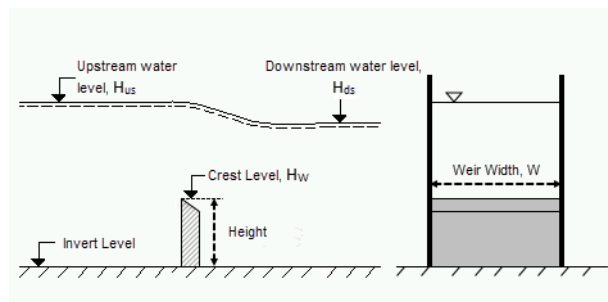 Upstream water
level, Hus
Downstream water level,
Hds
Crest Level, Hw
Height
Invert Level
Weir Width, W